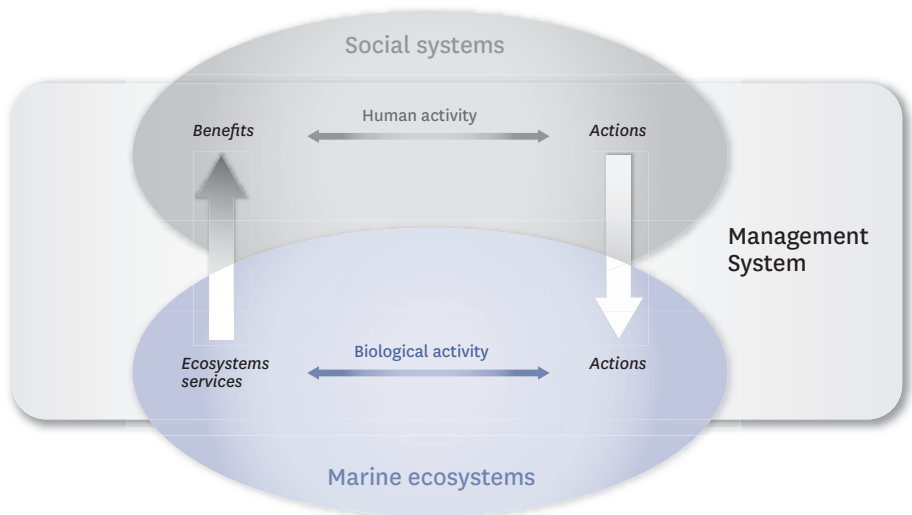 Social systems
Human activity
Benefits
Actions
Management
System
Biological activity
Ecosystems
services
Actions
Marine ecosystems